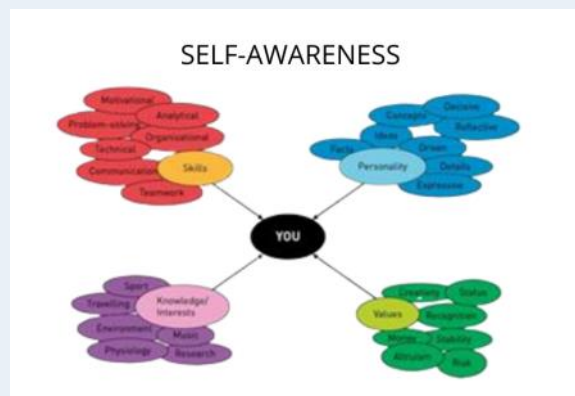 SELF-AWARENESS
Motivational
Analytical
Problem-solving
Organisational
Technical
Communication
Skills
Teamwork
Decisive
Concepts
Reflective
Ideas
Facts
Driven
Personality
Details
Expressive
YOU
Sport
Travelling
Knowledge/
Interests
Environment
Music
Physiology
Research
Creativity
Status
Values
Recognition
Money
Stability
Altruism
Risk